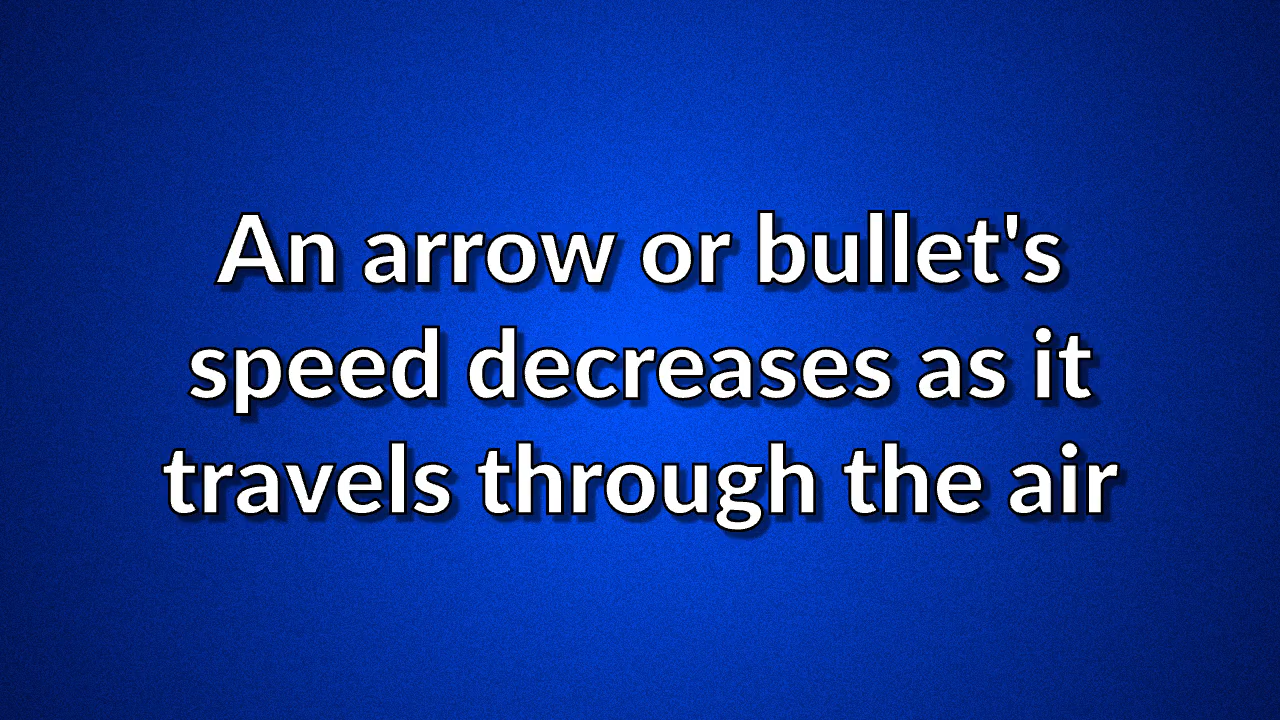 An arrow or bullet's
speed decreases as it
travels through the air